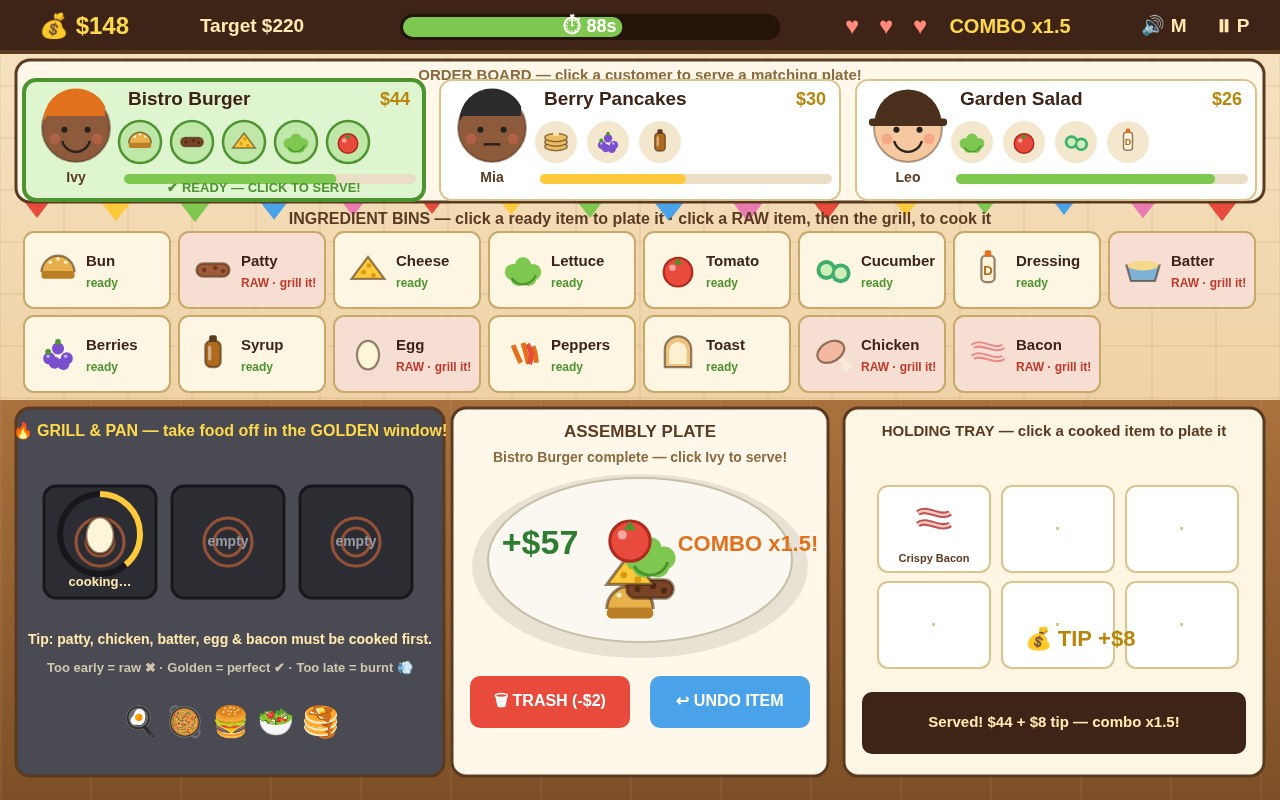 💰 $148
Target $220
⏱ 88s
♥ ♥ ♥ COMBO x1.5
🔊 M
⏸ P
ORDER BOARD — click a customer to serve a matching plate!
Bistro Burger $44
Ivy
✔ READY — CLICK TO SERVE!
Berry Pancakes $30
Mia
Garden Salad $26
D
Leo
INGREDIENT BINS — click a ready item to plate it · click a RAW item, then the grill, to cook it
Bun
ready
Patty
RAW · grill it!
Cheese
ready
Lettuce
ready
Tomato
ready
Cucumber
ready
D
Dressing
ready
Batter
RAW · grill it!
Berries
ready
Syrup
ready
Egg
RAW · grill it!
Peppers
ready
Toast
ready
Chicken
RAW · grill it!
Bacon
RAW · grill it!
🔥 GRILL & PAN — take food off in the GOLDEN window!
cooking…
empty
empty
Tip: patty, chicken, batter, egg & bacon must be cooked first.
Too early = raw ✖ · Golden = perfect ✔ · Too late = burnt 💨
🍳 🥘 🍔 🥗 🥞
ASSEMBLY PLATE
Bistro Burger complete — click Ivy to serve!
+$57
COMBO x1.5!
🗑 TRASH (-$2)
↩ UNDO ITEM
HOLDING TRAY — click a cooked item to plate it
Crispy Bacon
💰 TIP +$8
Served! $44 + $8 tip — combo x1.5!